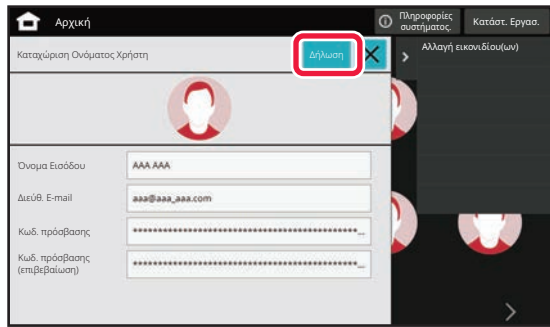 Αρχική
Πληροφορίες
συστήματος.
Κατάστ. Εργασ.
Καταχώριση Ονόματος Χρήστη
Δήλωση
Αλλαγή εικονιδίου(ων)
Όνομα Εισόδου
AAA AAA
Διεύθ. E-mail
aaa@aaa_aaa.com
Κωδ. πρόσβασης
Κωδ. πρόσβασης
(επιβεβαίωση)